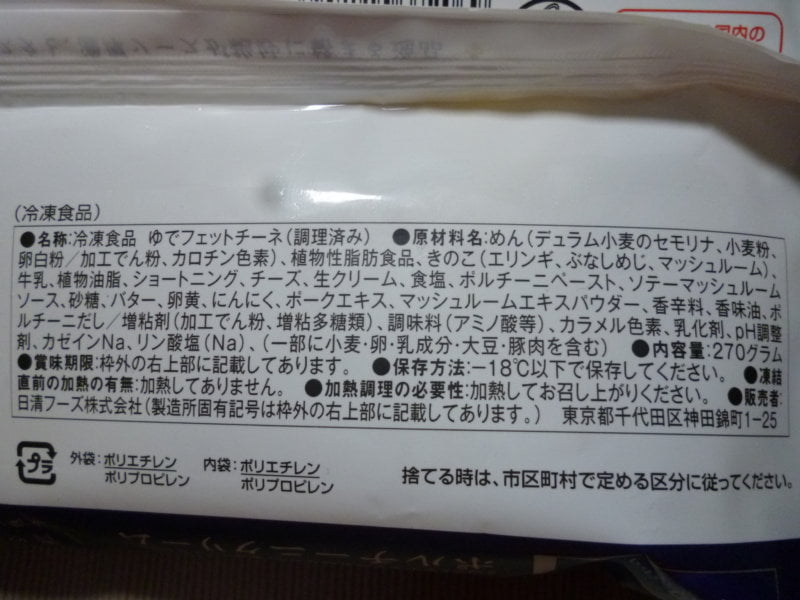 国内の
(冷凍食品)
●名称:冷凍食品 ゆでフェットチーネ(調理済み) ●原材料名:めん(デュラム小麦のセモリナ、小麦粉、
卵白粉/加工でん粉、カロチン色素)、植物性脂肪食品、きのこ(エリンギ、ぶなしめじ、マッシュルーム)、
牛乳、植物油脂、ショートニング、チーズ、生クリーム、食塩、ポルチーニペースト、ソテーマッシュルーム
ソース、砂糖、バター、卵黄、にんにく、ポークエキス、マッシュルームエキスパウダー、香辛料、香味油、ポ
ルチーニだし/増粘剤(加工でん粉、増粘多糖類)、調味料(アミノ酸等)、カラメル色素、乳化剤、pH調整
剤、カゼインNa、リン酸塩(Na)、(一部に小麦・卵・乳成分・大豆・豚肉を含む) ●内容量:270グラム
●賞味期限:枠外の右上部に記載してあります。 ●保存方法:−18℃以下で保存してください。 ●凍結
直前の加熱の有無:加熱してありません。 ●加熱調理の必要性:加熱してお召し上がりください。 ●販売者:
日清フーズ株式会社(製造所固有記号は枠外の右上部に記載してあります。) 東京都千代田区神田錦町1−25
プラ 外袋:ポリエチレン 内袋:ポリエチレン
ポリプロピレン ポリプロピレン
捨てる時は、市区町村で定める区分に従ってください。
ポルチーニクリーム